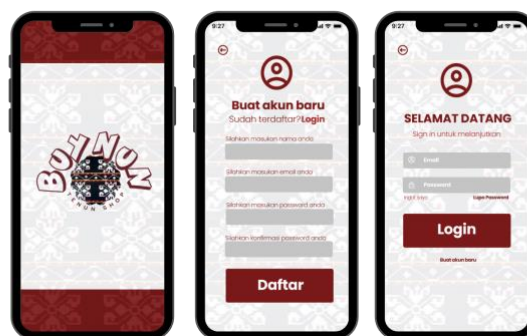 BUYNUN
TENUN SHOP
9:27
Buat akun baru
Sudah terdaftar?Login
Silahkan masukan nama anda
Silahkan masukan email anda
Silahkan masukan password anda
Silahkan konfirmasi password anda
Daftar
9:27
SELAMAT DATANG
Sign in untuk melanjutkan
Email
Password
Ingat saya Lupa Password
Login
Buat akun baru